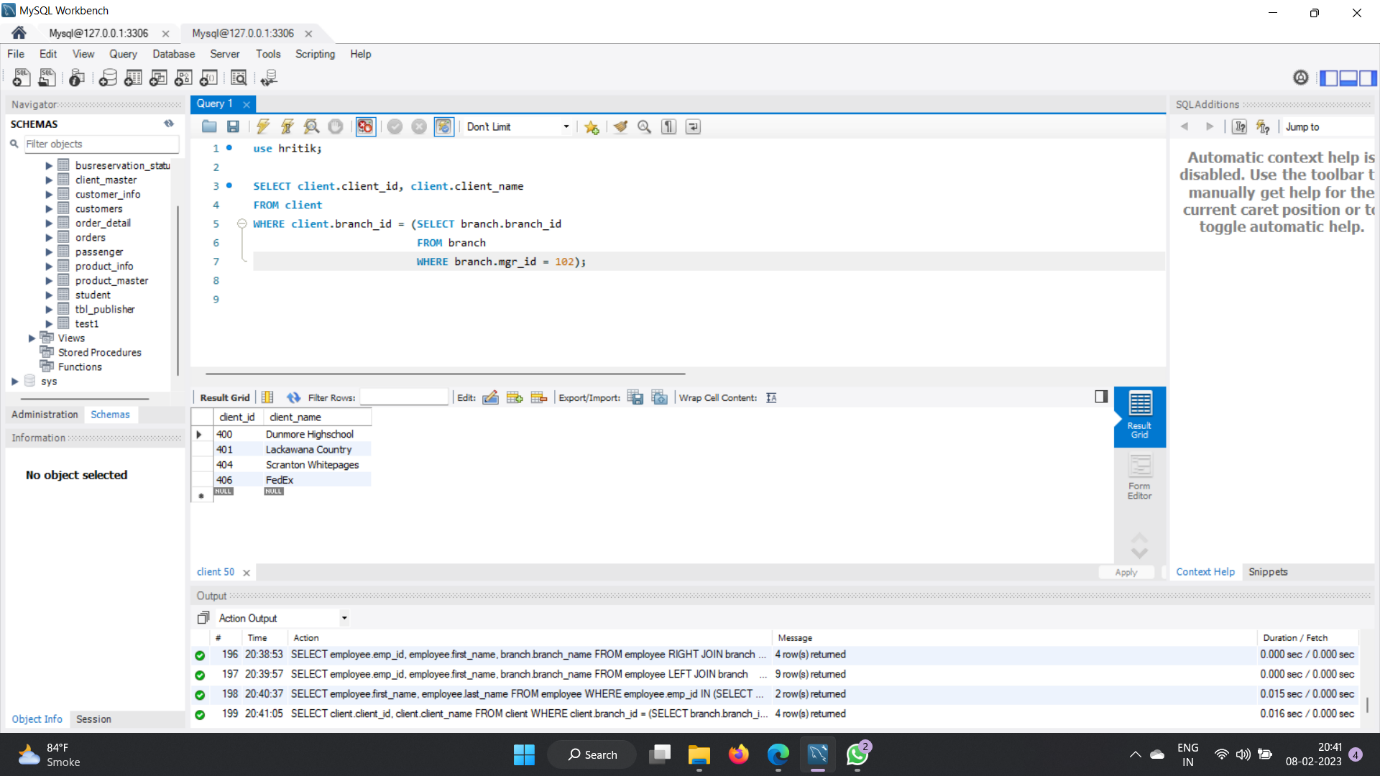 MySQL Workbench
Mysql@127.0.0.1:3306
Mysql@127.0.0.1:3306
File Edit View Query Database Server Tools Scripting Help
Navigator
SCHEMAS
Filter objects
busreservation_statu
client_master
customer_info
customers
order_detail
orders
passenger
product_info
product_master
student
tbl_publisher
test1
Views
Stored Procedures
Functions
sys
Administration Schemas
Information
No object selected
Object Info Session
Query 1
Don't Limit
1 use hritik;
2
3 SELECT client.client_id, client.client_name
4 FROM client
5 WHERE client.branch_id = (SELECT branch.branch_id
6 FROM branch
7 WHERE branch.mgr_id = 102);
8
9
Result Grid Filter Rows: Edit: Export/Import: Wrap Cell Content:
client_id client_name
400 Dunmore Highschool
401 Lackawana Country
404 Scranton Whitepages
406 FedEx
NULL NULL
Result
Grid
Form
Editor
client 50
Apply
SQLAdditions
Jump to
Automatic context help is
disabled. Use the toolbar t
manually get help for the
current caret position or to
toggle automatic help.
Context Help Snippets
Output
Action Output
# Time Action Message Duration / Fetch
196 20:38:53 SELECT employee.emp_id, employee.first_name, branch.branch_name FROM employee RIGHT JOIN branch ... 4 row(s) returned 0.000 sec / 0.000 sec
197 20:39:57 SELECT employee.emp_id, employee.first_name, branch.branch_name FROM employee LEFT JOIN branch ... 9 row(s) returned 0.000 sec / 0.000 sec
198 20:40:37 SELECT employee.first_name, employee.last_name FROM employee WHERE employee.emp_id IN (SELECT ... 2 row(s) returned 0.015 sec / 0.000 sec
199 20:41:05 SELECT client.client_id, client.client_name FROM client WHERE client.branch_id = (SELECT branch.branch_i... 4 row(s) returned 0.016 sec / 0.000 sec
84°F
Smoke
Search
2
ENG
IN
20:41
08-02-2023
4